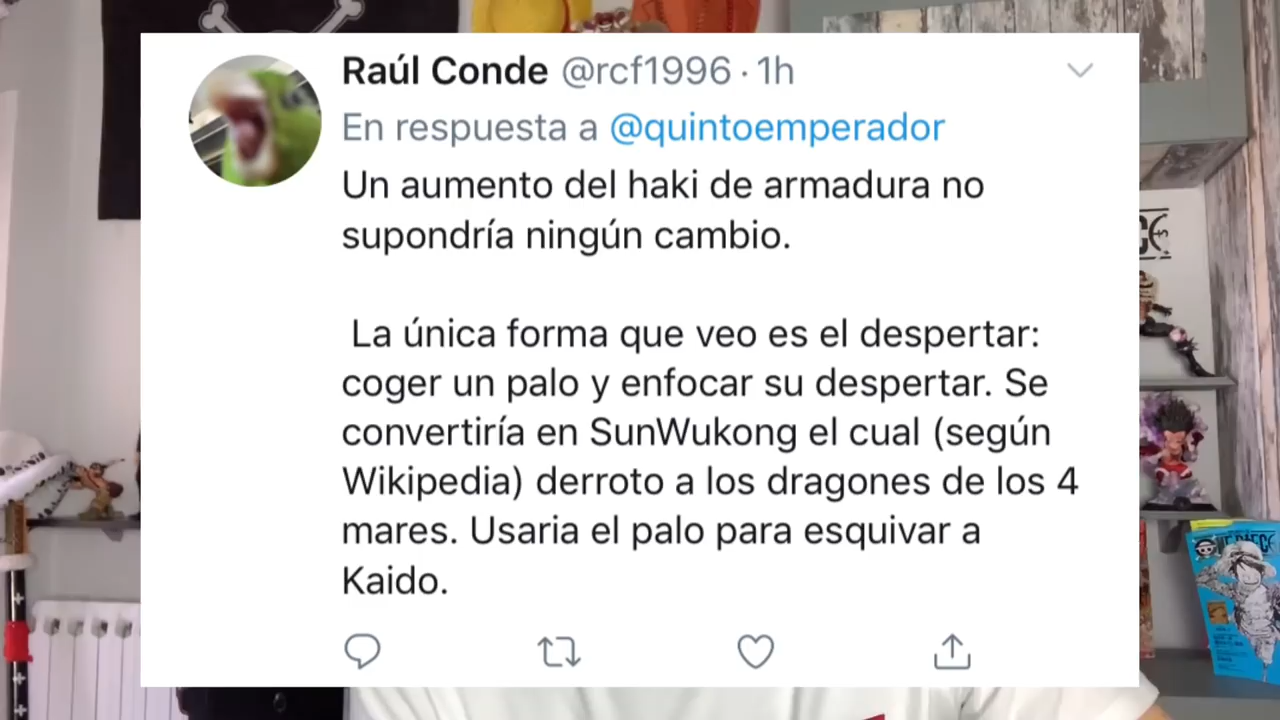 Raúl Conde @rcf1996 · 1h
En respuesta a @quintoemperador
Un aumento del haki de armadura no
supondría ningún cambio.
La única forma que veo es el despertar:
coger un palo y enfocar su despertar. Se
convertiría en SunWukong el cual (según
Wikipedia) derroto a los dragones de los 4
mares. Usaria el palo para esquivar a
Kaido.